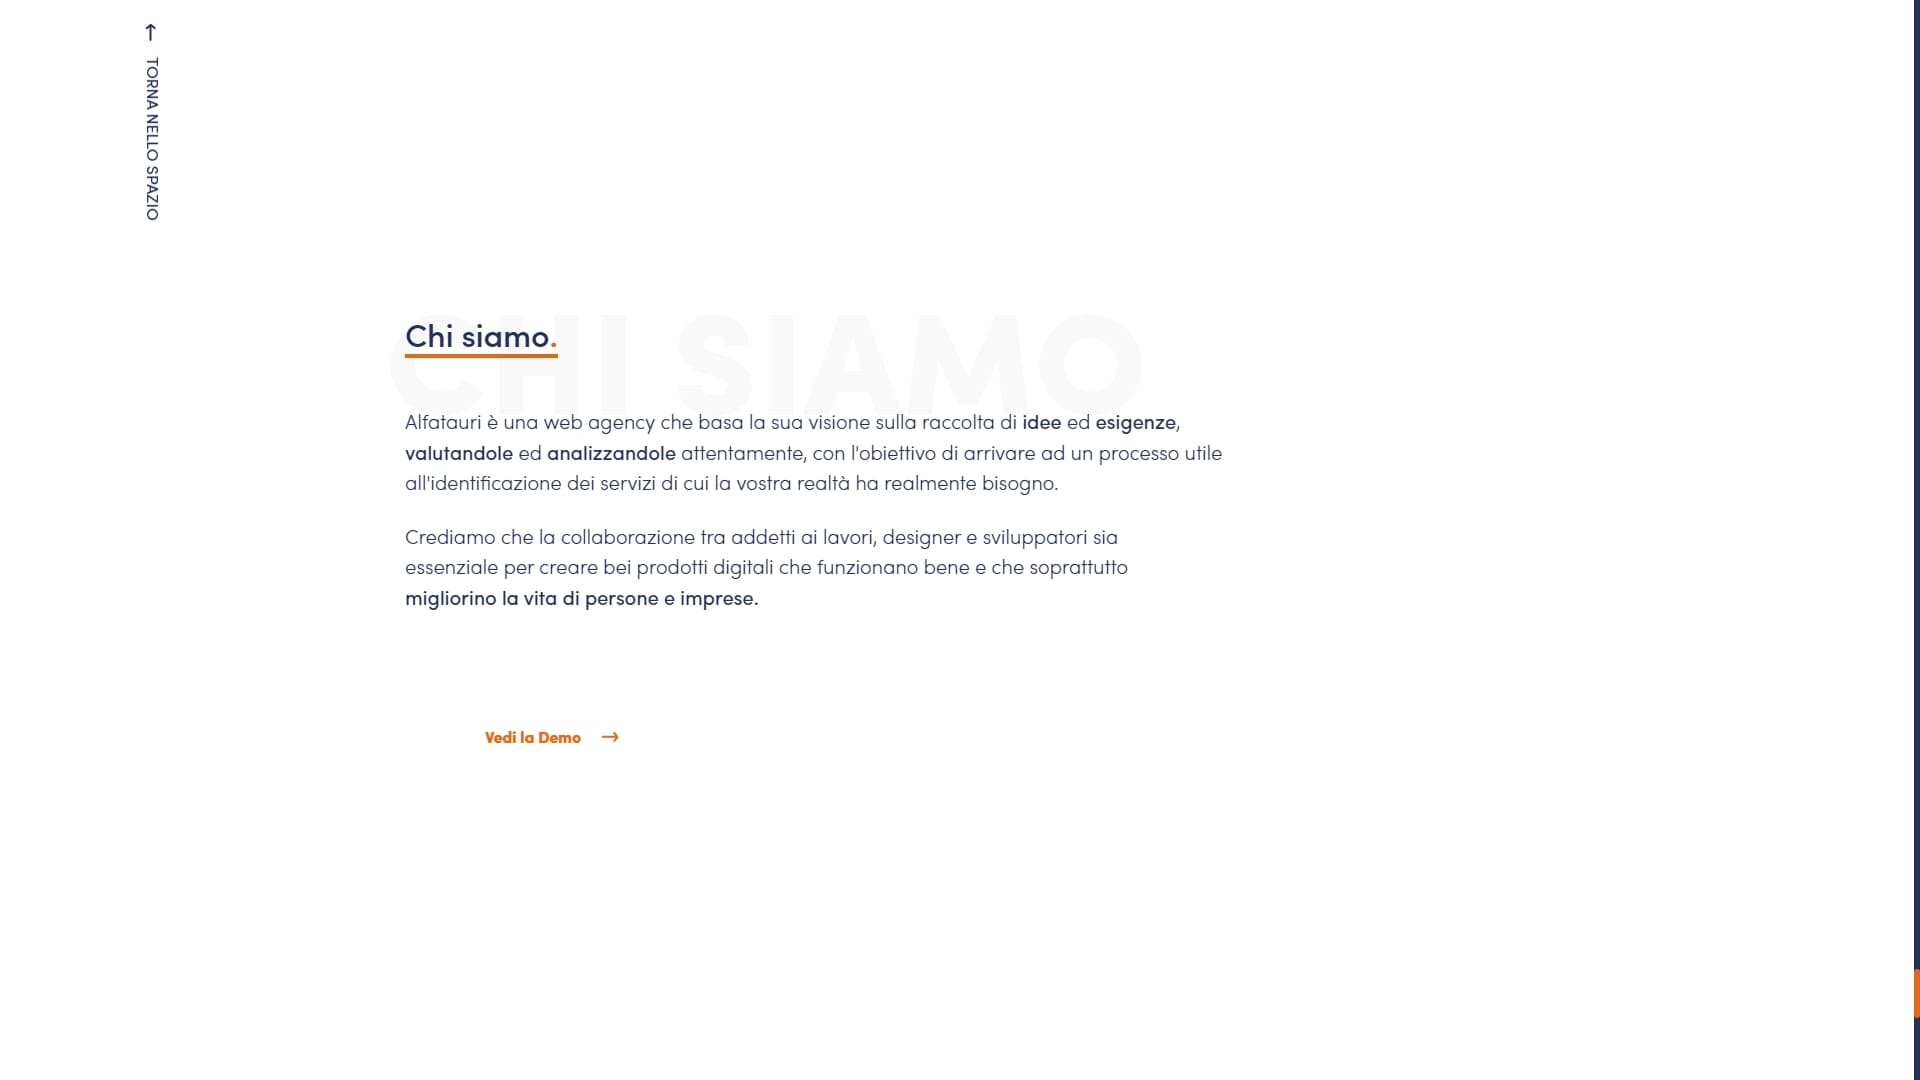 TORNA NELLO SPAZIO
CHI SIAMO
Chi siamo.
Alfatauri è una web agency che basa la sua visione sulla raccolta di idee ed esigenze,
valutandole ed analizzandole attentamente, con l'obiettivo di arrivare ad un processo utile
all'identificazione dei servizi di cui la vostra realtà ha realmente bisogno.
Crediamo che la collaborazione tra addetti ai lavori, designer e sviluppatori sia
essenziale per creare bei prodotti digitali che funzionano bene e che soprattutto
migliorino la vita di persone e imprese.
Vedi la Demo